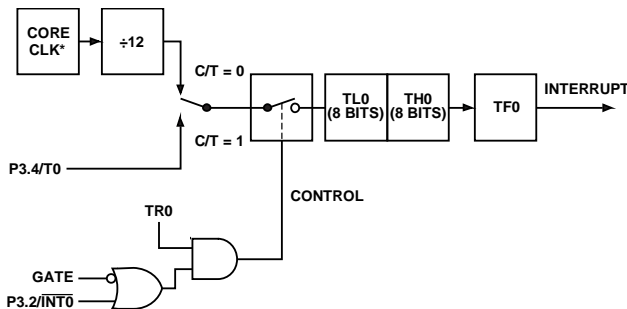 CORE
CLK*
÷12
C/T = 0
C/T = 1
P3.4/T0
TL0
(8 BITS)
TH0
(8 BITS)
TF0
INTERRUPT
CONTROL
TR0
GATE
P3.2/I̅N̅T̅0̅